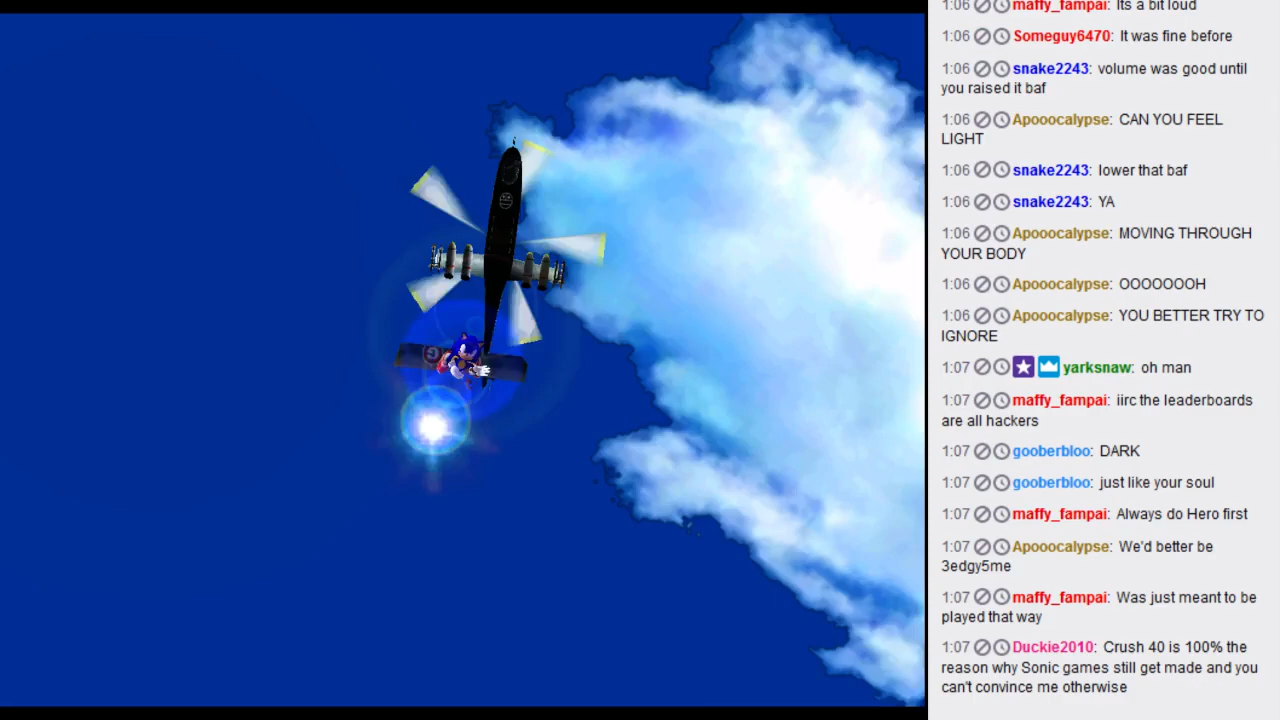 1:06 maffy_fampai: Its a bit loud
1:06 Someguy6470: It was fine before
1:06 snake2243: volume was good until
you raised it baf
1:06 Apooocalypse: CAN YOU FEEL
LIGHT
1:06 snake2243: lower that baf
1:06 snake2243: YA
1:06 Apooocalypse: MOVING THROUGH
YOUR BODY
1:06 Apooocalypse: OOOOOOOH
1:06 Apooocalypse: YOU BETTER TRY TO
IGNORE
1:07 yarksnaw: oh man
1:07 maffy_fampai: iirc the leaderboards
are all hackers
1:07 gooberbloo: DARK
1:07 gooberbloo: just like your soul
1:07 maffy_fampai: Always do Hero first
1:07 Apooocalypse: We'd better be
3edgy5me
1:07 maffy_fampai: Was just meant to be
played that way
1:07 Duckie2010: Crush 40 is 100% the
reason why Sonic games still get made and you
can't convince me otherwise